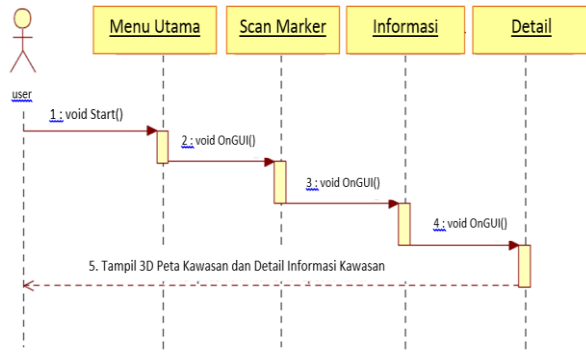 Menu Utama
Scan Marker
Informasi
Detail
user
1 : void Start()
2 : void OnGUI()
3 : void OnGUI()
4 : void OnGUI()
5. Tampil 3D Peta Kawasan dan Detail Informasi Kawasan